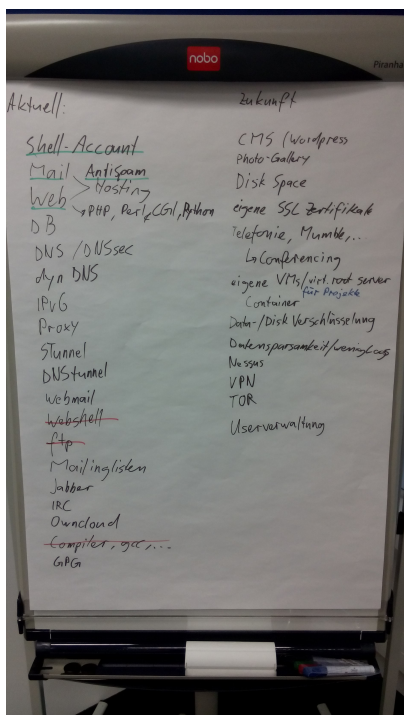 nobo
Piranha
Aktuell:
Shell-Account
Mail Antispam
Hosting
Web
PHP, Perl, CGI, Python
DB
DNS / DNSsec
dyn DNS
IPv6
Proxy
STunnel
DNStunnel
Webmail
Webshell
ftp
Mailinglisten
Jabber
IRC
Owncloud
Compiler, gcc, ...
GPG
Zukunft
CMS / Wordpress
Photo-Gallery
Disk Space
eigene SSL Zertifikate
Telefonie, Mumble, ..
Conferencing
eigene VMs/virt. root server
für Projekte
Container
Data-/Disk Verschlüsselung
Datensparsamkeit/wenig Logs
Nessus
VPN
TOR
Userverwaltung